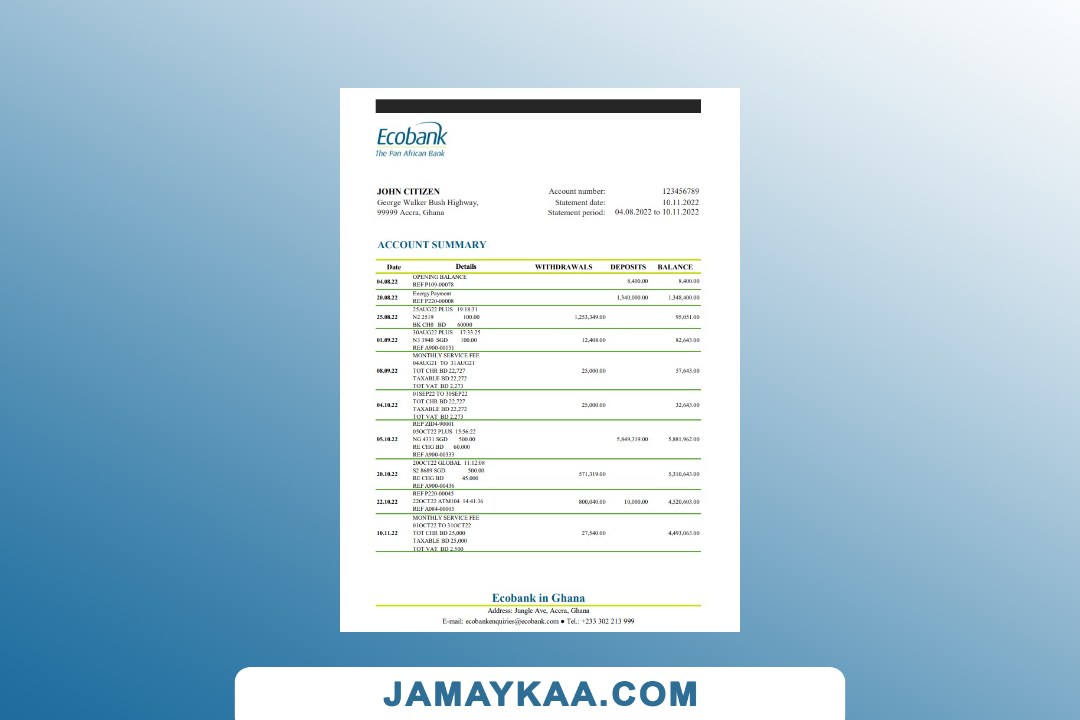 Ecobank
The Pan African Bank
JOHN CITIZEN
George Walker Bush Highway,
99999 Accra, Ghana
Account number: 123456789
Statement date: 10.11.2022
Statement period: 04.08.2022 to 10.11.2022
ACCOUNT SUMMARY
Date Details WITHDRAWALS DEPOSITS BALANCE
OPENING BALANCE
04.08.22 8,400.00 8,400.00
REF P109-00078
Energy Payment
20.08.22 1,340,000.00 1,348,400.00
REF P220-00008
25AUG22 PLUS 19:18:31
25.08.22 N2 2519 100.00 1,253,349.00 95,051.00
BK CH0 BD 60000
30AUG22 PLUS 17:33:25
01.09.22 N3 1940 SGD 100.00 12,408.00 82,643.00
REF A900-00151
MONTHLY SERVICE FEE
04AUG21 TO 31AUG21
08.09.22 TOT CHR BD 22,727 25,000.00 57,643.00
TAXABLE BD 22,272
TOT VAT BD 2,273
01SEP22 TO 30SEP22
04.10.22 TOT CHR BD 22,727 25,000.00 32,643.00
TAXABLE BD 22,272
TOT VAT BD 2,273
REF ZID4-90001
05OCT22 PLUS 15:56:22
05.10.22 NG 4331 SGD 500.00 5,849,319.00 5,881,962.00
RE CHG BD 60.000
REF A900-00333
20OCT22 GLOBAL 11:12:08
20.10.22 S2 8689 SGD 500.00 571,319.00 5,310,643.00
RE CHG BD 45.000
REF A900-00436
REF P220-00045
22.10.22 22OCT22 ATM104 14:41:36 800,040.00 10,000.00 4,520,603.00
REF A084-00005
MONTHLY SERVICE FEE
01OCT22 TO 31OCT22
10.11.22 TOT CHR BD 25,000 27,540.00 4,493,063.00
TAXABLE BD 25,000
TOT VAT BD 2,500
Ecobank in Ghana
Address: Jungle Ave, Accra, Ghana
E-mail: ecobankenquiries@ecobank.com ● Tel.: +233 302 213 999
JAMAYKAA.COM